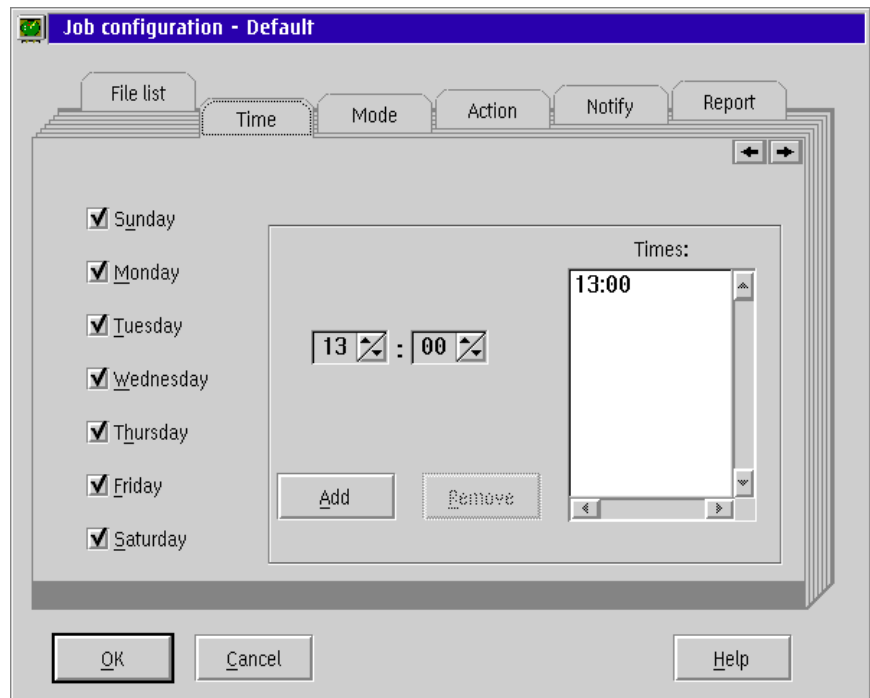 Job configuration - Default
File list
Time
Mode
Action
Notify
Report
Sunday
Monday
Tuesday
Wednesday
Thursday
Friday
Saturday
Times:
13:00
13 : 00
Add
Remove
OK
Cancel
Help